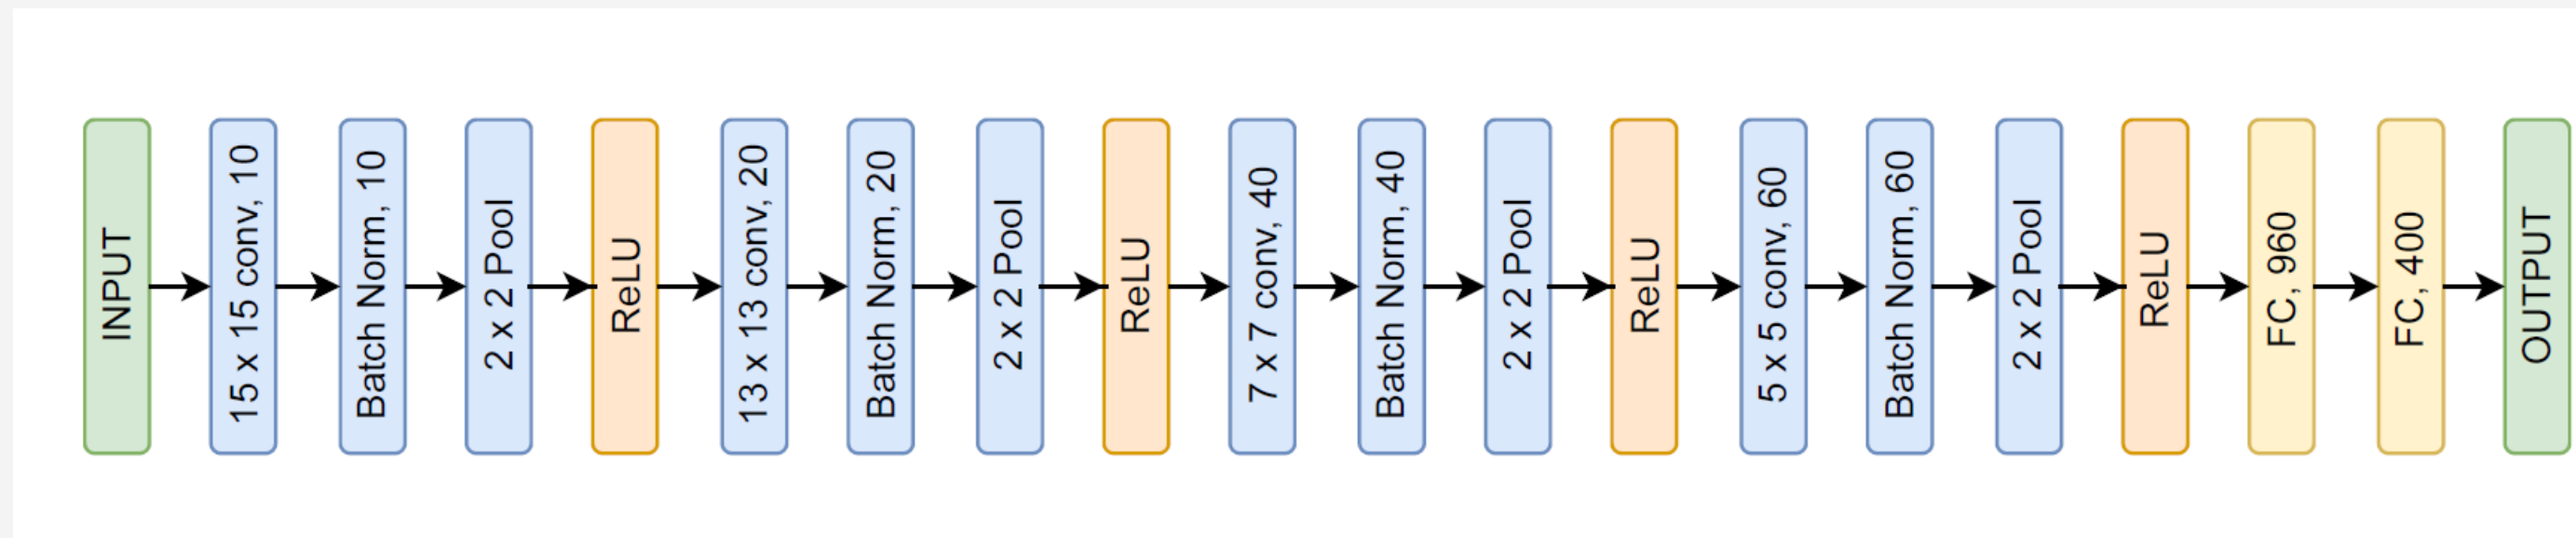 INPUT
15 x 15 conv, 10
Batch Norm, 10
2 x 2 Pool
ReLU
13 x 13 conv, 20
Batch Norm, 20
2 x 2 Pool
ReLU
7 x 7 conv, 40
Batch Norm, 40
2 x 2 Pool
ReLU
5 x 5 conv, 60
Batch Norm, 60
2 x 2 Pool
ReLU
FC, 960
FC, 400
OUTPUT